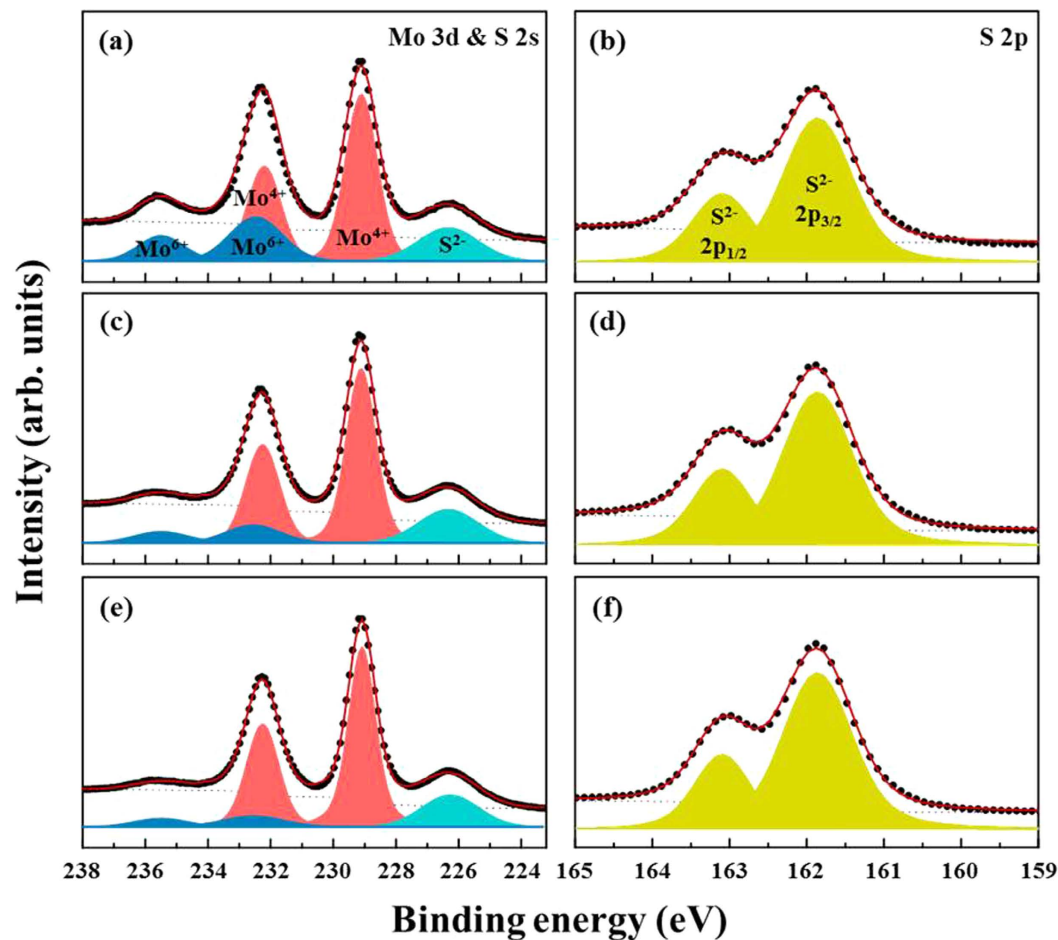 (a)
Mo 3d & S 2s
Mo⁶⁺
Mo⁴⁺
Mo⁶⁺
Mo⁴⁺
S²⁻
(b)
S 2p
S²⁻
2p₁/₂
S²⁻
2p₃/₂
(c)
(d)
(e)
(f)
Intensity (arb. units)
238 236 234 232 230 228 226 224
165 164 163 162 161 160 159
Binding energy (eV)